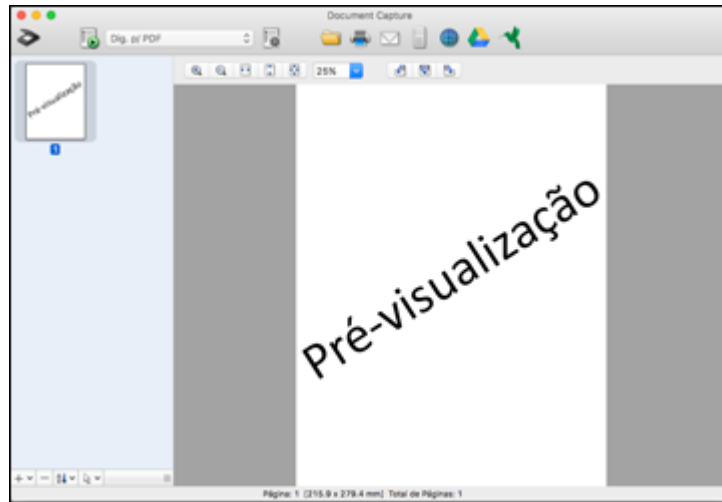 Document Capture
Dig. p/ PDF
25%
Pré-visualização
1
Pré-visualização
Página: 1 [215.9 x 279.4 mm] Total de Páginas: 1